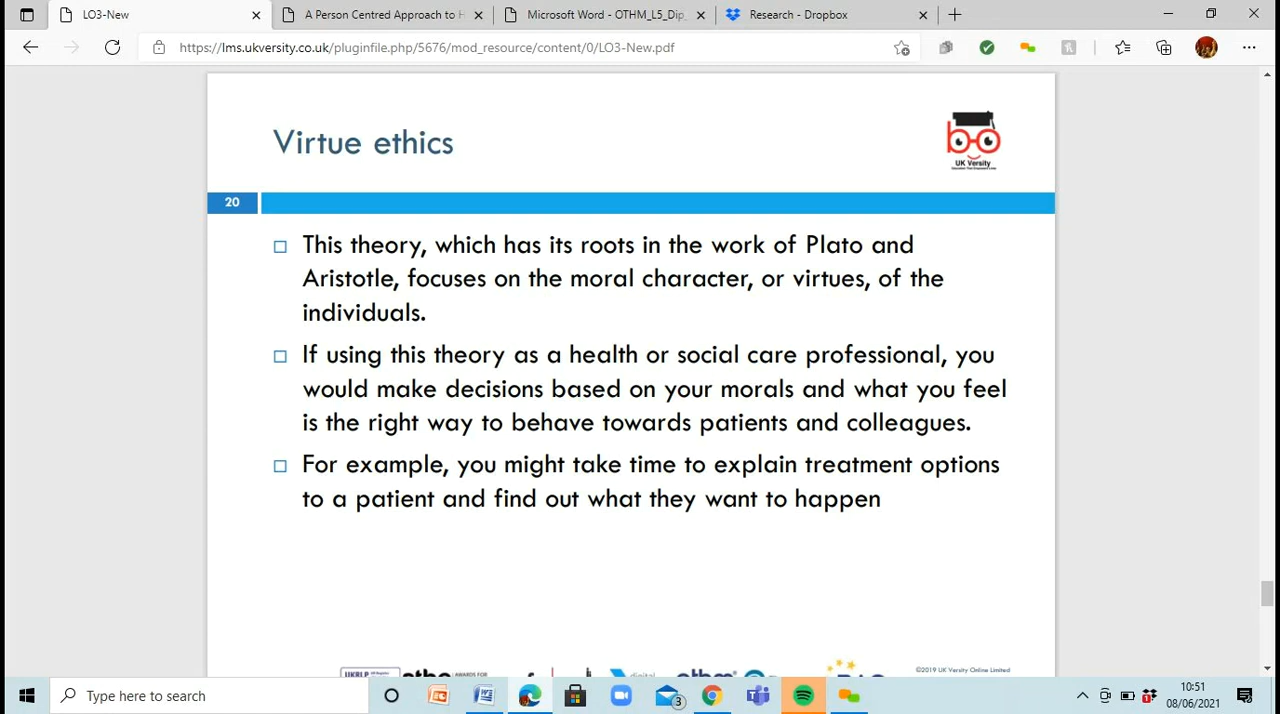 LO3-New
A Person Centred Approach to H
Microsoft Word - OTHM_L5_Dip_
Research - Dropbox
https://lms.ukversity.co.uk/pluginfile.php/5676/mod_resource/content/0/LO3-New.pdf
Virtue ethics
UK Versity
20
This theory, which has its roots in the work of Plato and
Aristotle, focuses on the moral character, or virtues, of the
individuals.
If using this theory as a health or social care professional, you
would make decisions based on your morals and what you feel
is the right way to behave towards patients and colleagues.
For example, you might take time to explain treatment options
to a patient and find out what they want to happen
©2019 UK Versity Online Limited
Type here to search
3
10:51
08/06/2021